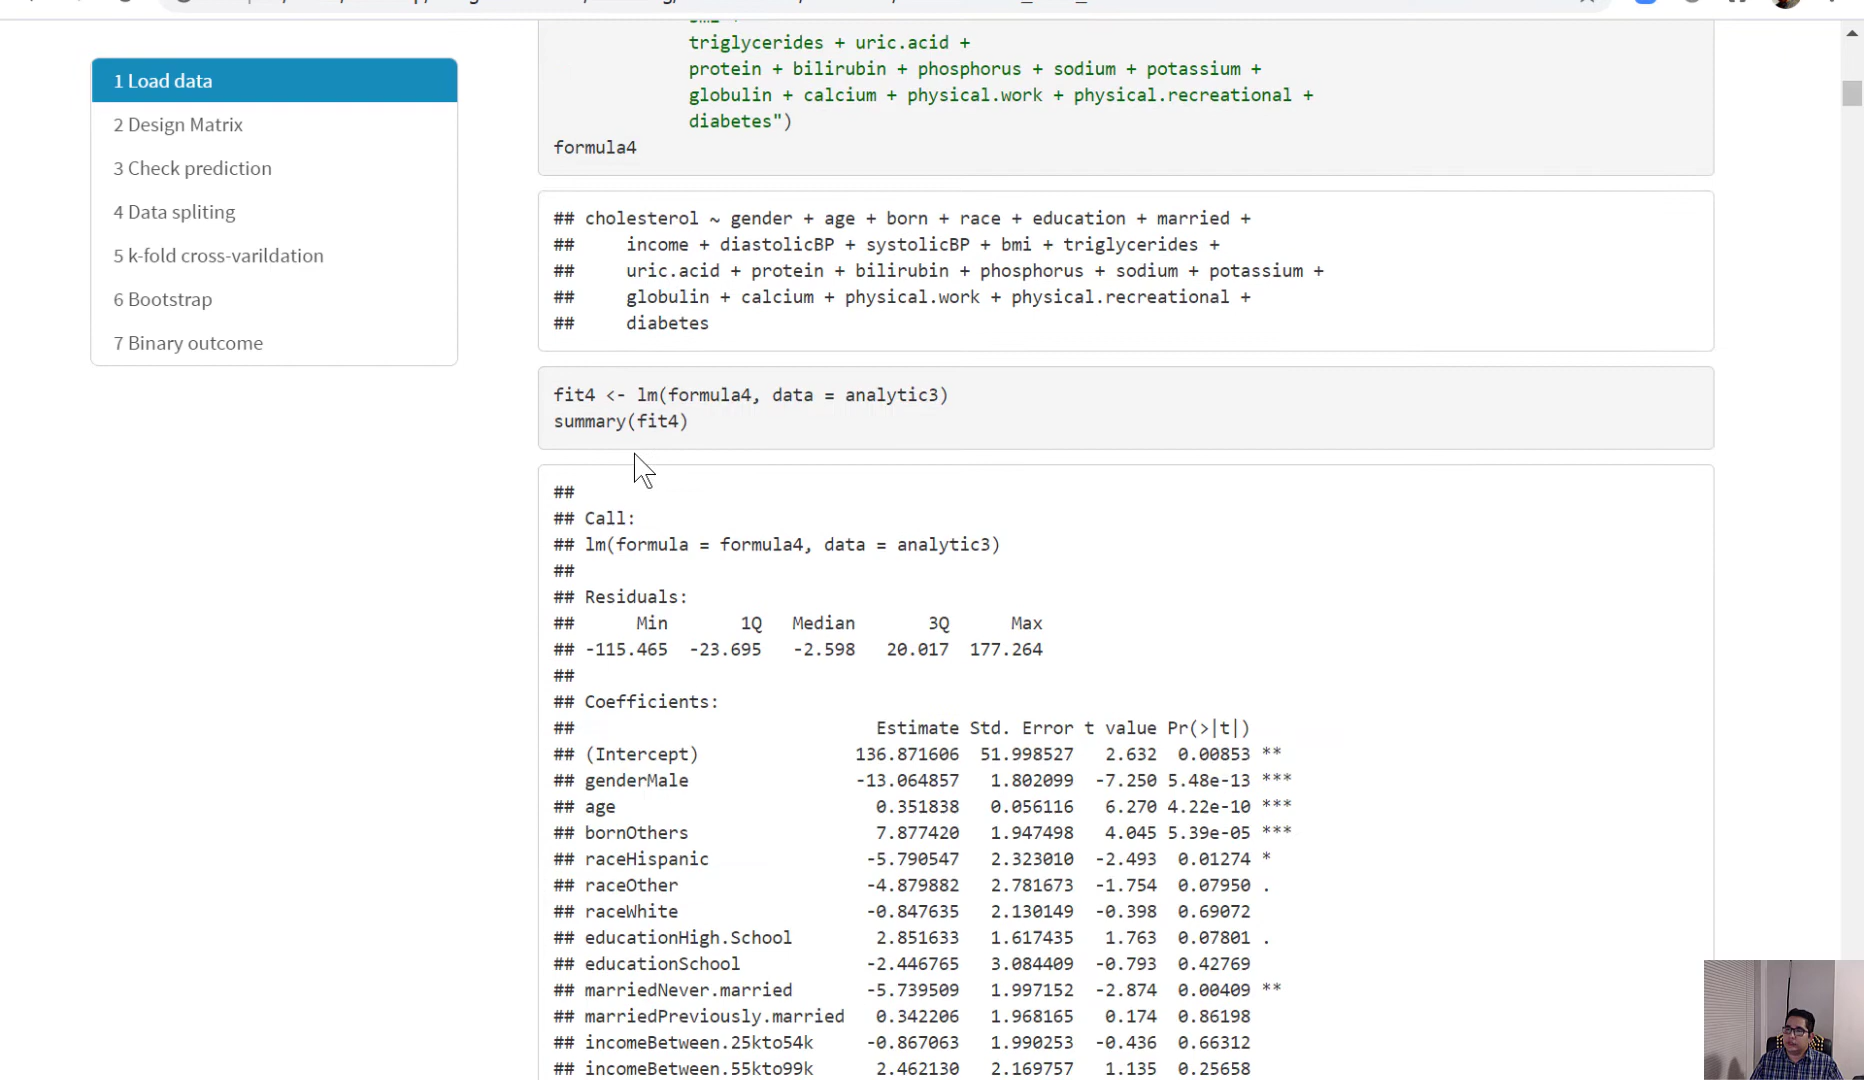 triglycerides + uric.acid +
protein + bilirubin + phosphorus + sodium + potassium +
globulin + calcium + physical.work + physical.recreational +
diabetes")
formula4
1 Load data
2 Design Matrix
3 Check prediction
4 Data spliting
5 k-fold cross-varildation
6 Bootstrap
7 Binary outcome
## cholesterol ~ gender + age + born + race + education + married +
##     income + diastolicBP + systolicBP + bmi + triglycerides +
##     uric.acid + protein + bilirubin + phosphorus + sodium + potassium +
##     globulin + calcium + physical.work + physical.recreational +
##     diabetes
fit4 <- lm(formula4, data = analytic3)
summary(fit4)
##
## Call:
## lm(formula = formula4, data = analytic3)
##
## Residuals:
##      Min       1Q   Median       3Q      Max
## -115.465  -23.695   -2.598   20.017  177.264
##
## Coefficients:
##                            Estimate Std. Error t value Pr(>|t|)
## (Intercept)              136.871606  51.998527   2.632  0.00853 **
## genderMale               -13.064857   1.802099  -7.250 5.48e-13 ***
## age                        0.351838   0.056116   6.270 4.22e-10 ***
## bornOthers                 7.877420   1.947498   4.045 5.39e-05 ***
## raceHispanic              -5.790547   2.323010  -2.493  0.01274 *
## raceOther                 -4.879882   2.781673  -1.754  0.07950 .
## raceWhite                 -0.847635   2.130149  -0.398  0.69072
## educationHigh.School       2.851633   1.617435   1.763  0.07801 .
## educationSchool           -2.446765   3.084409  -0.793  0.42769
## marriedNever.married      -5.739509   1.997152  -2.874  0.00409 **
## marriedPreviously.married  0.342206   1.968165   0.174  0.86198
## incomeBetween.25kto54k    -0.867063   1.990253  -0.436  0.66312
## incomeBetween.55kto99k     2.462130   2.169757   1.135  0.25658